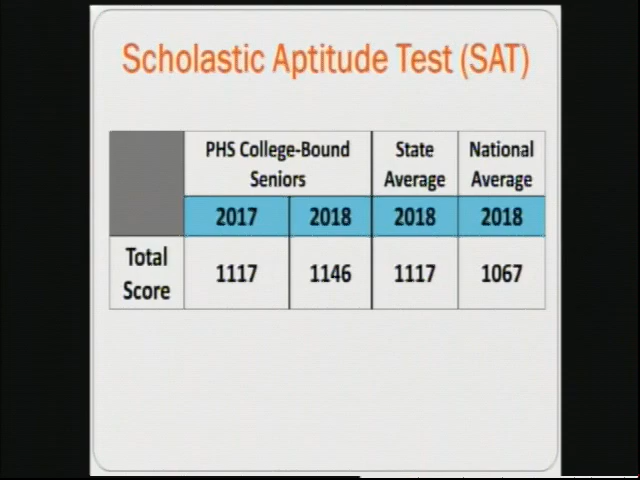 Scholastic Aptitude Test (SAT)
PHS College-Bound State National
Seniors Average Average
2017 2018 2018 2018
Total Score 1117 1146 1117 1067